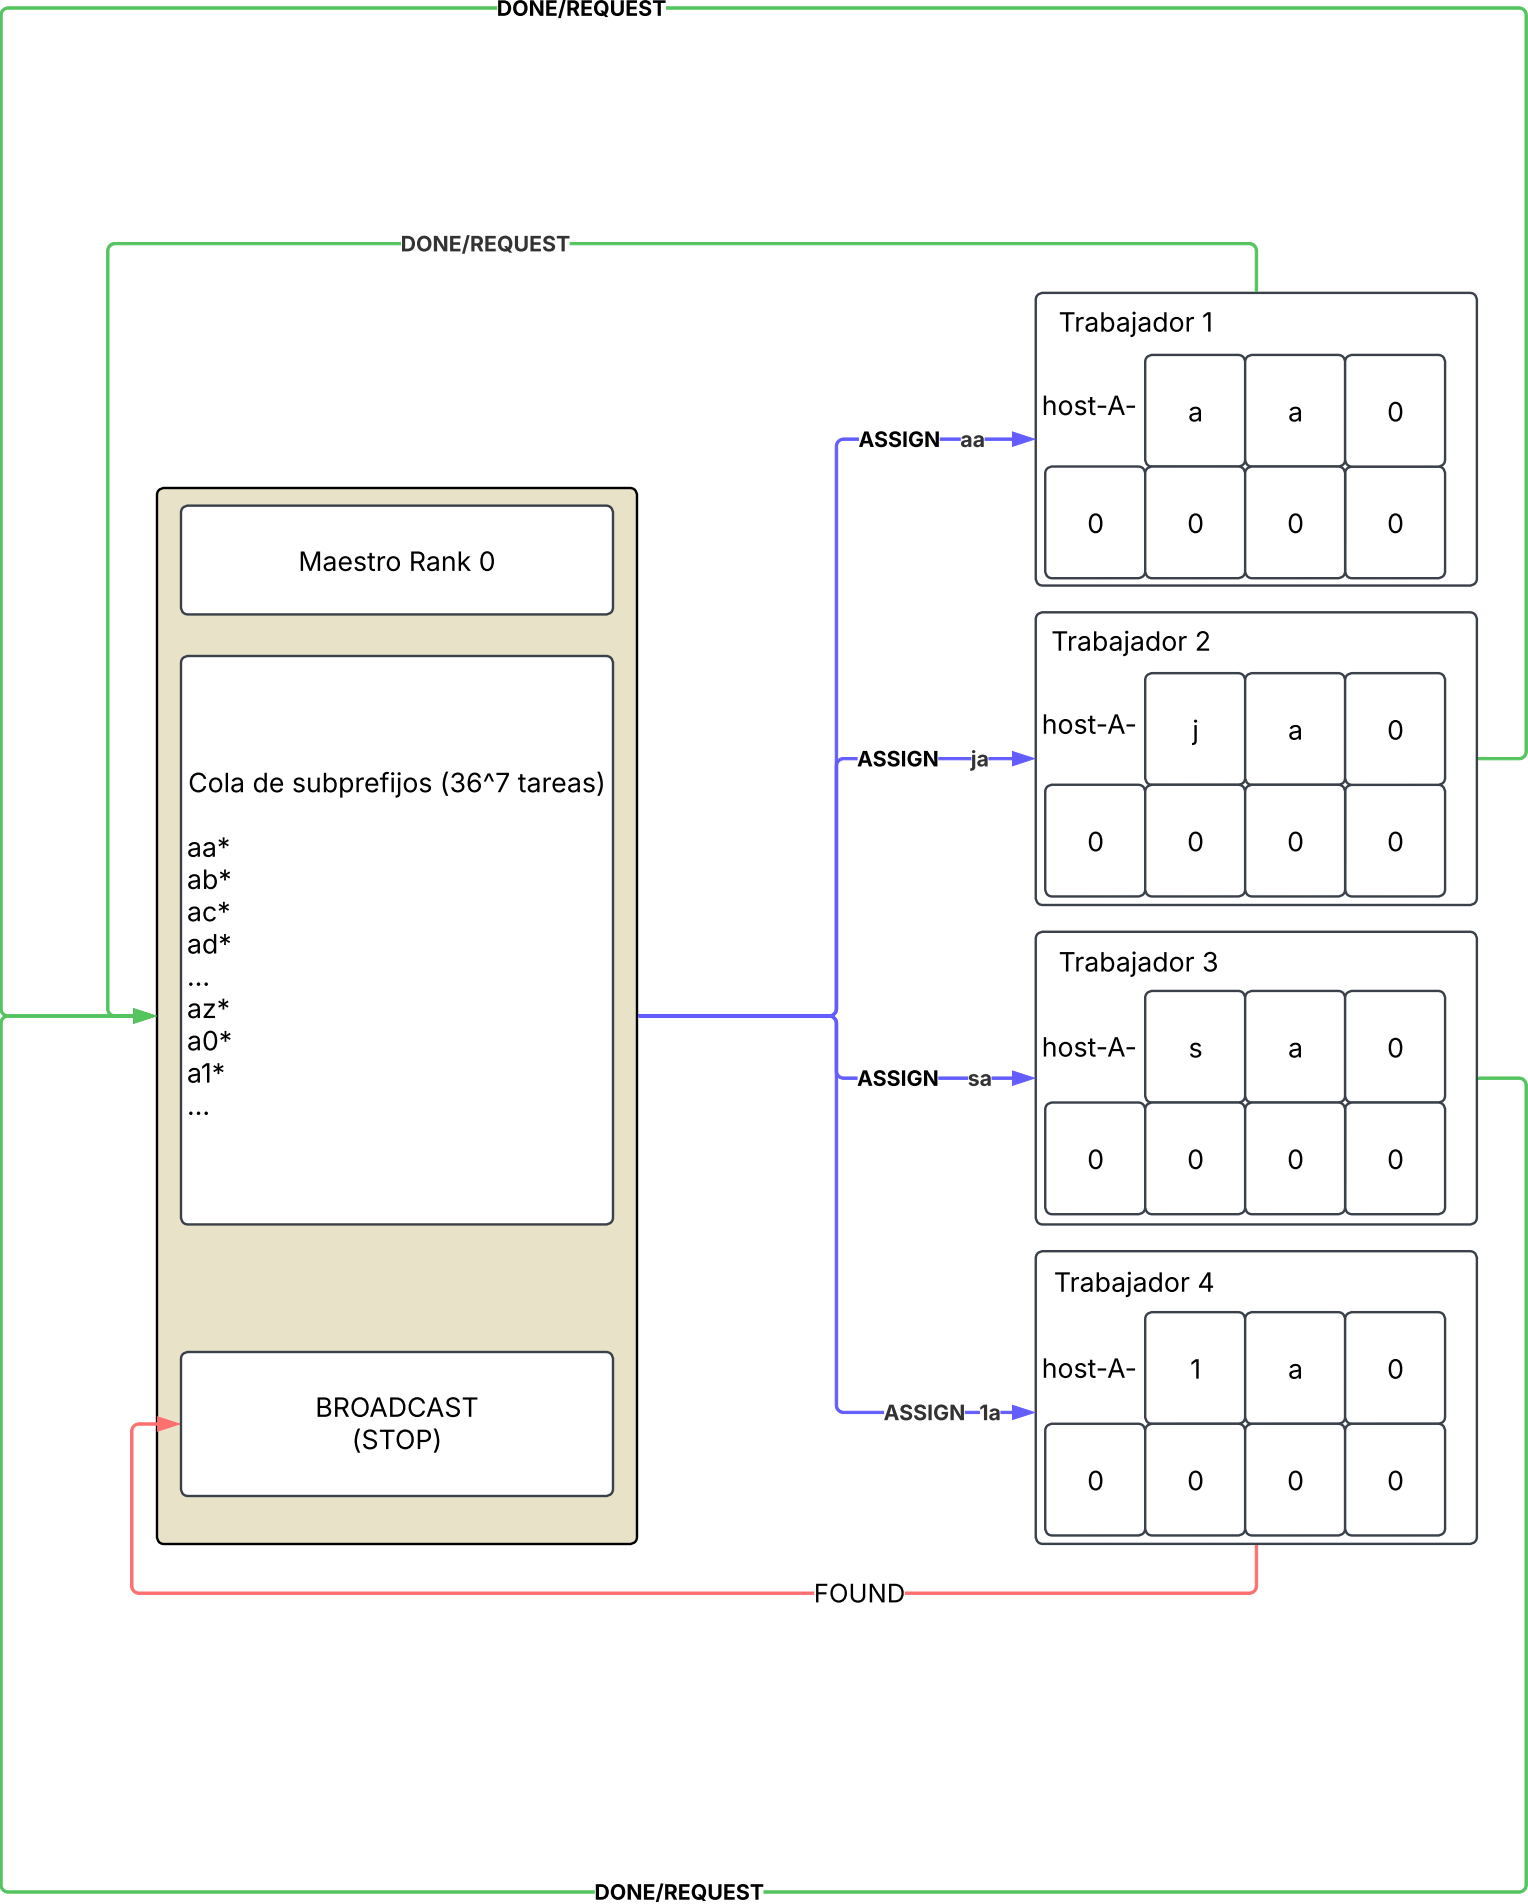 DONE/REQUEST
DONE/REQUEST
Maestro Rank 0
Cola de subprefijos (36^7 tareas)
aa*
ab*
ac*
ad*
...
az*
a0*
a1*
...
BROADCAST
(STOP)
ASSIGN aa
Trabajador 1
host-A- a a 0
0 0 0 0
ASSIGN ja
Trabajador 2
host-A- j a 0
0 0 0 0
ASSIGN sa
Trabajador 3
host-A- s a 0
0 0 0 0
ASSIGN 1a
Trabajador 4
host-A- 1 a 0
0 0 0 0
FOUND
DONE/REQUEST